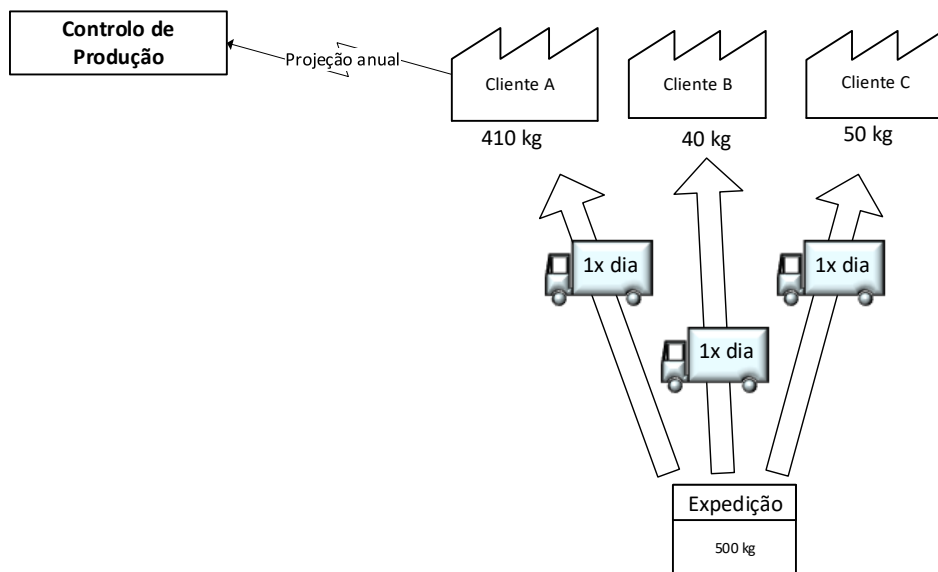 Controlo de
Produção
Projeção anual
Cliente A
Cliente B
Cliente C
410 kg
40 kg
50 kg
1x dia
1x dia
1x dia
Expedição
500 kg